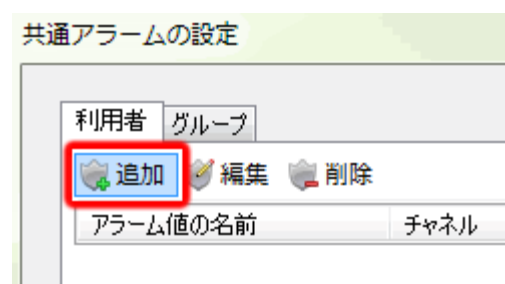 共通アラームの設定
利用者 グループ
追加 編集 削除
アラーム値の名前 チャネル